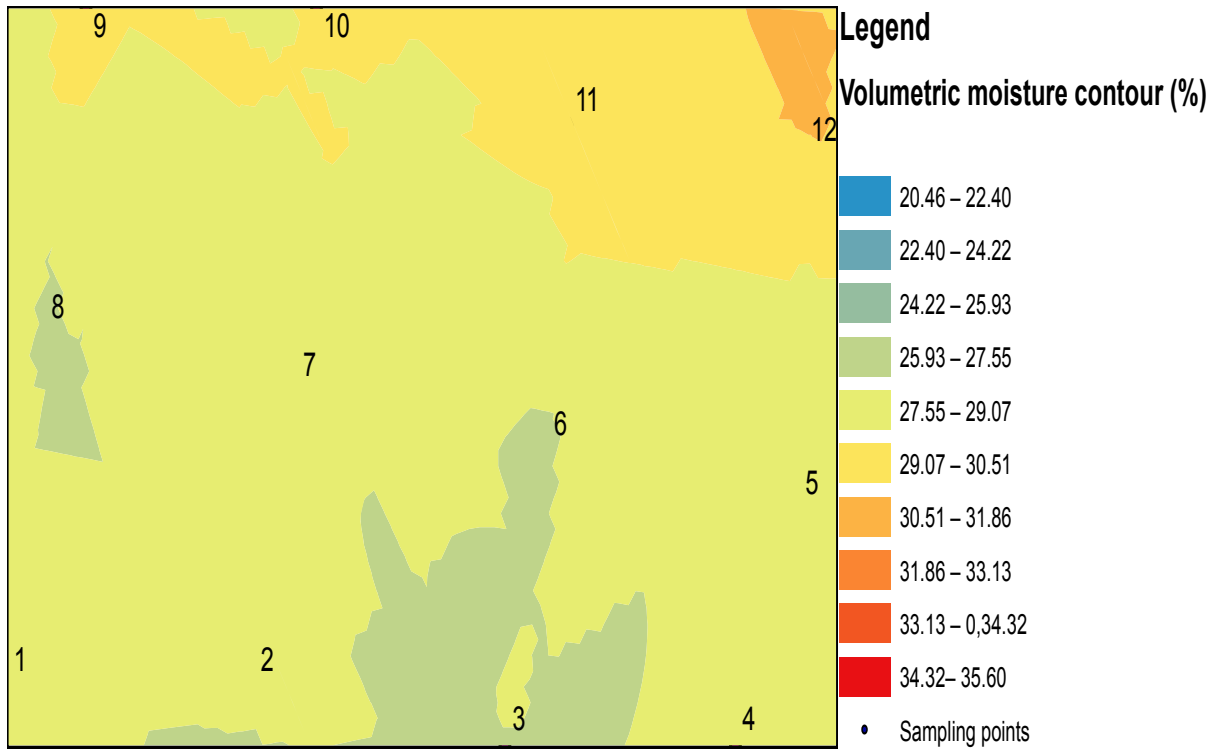 9
10
11
12
8
7
6
5
1
2
3
4
Legend
Volumetric moisture contour (%)
20.46 – 22.40
22.40 – 24.22
24.22 – 25.93
25.93 – 27.55
27.55 – 29.07
29.07 – 30.51
30.51 – 31.86
31.86 – 33.13
33.13 – 0,34.32
34.32– 35.60
Sampling points